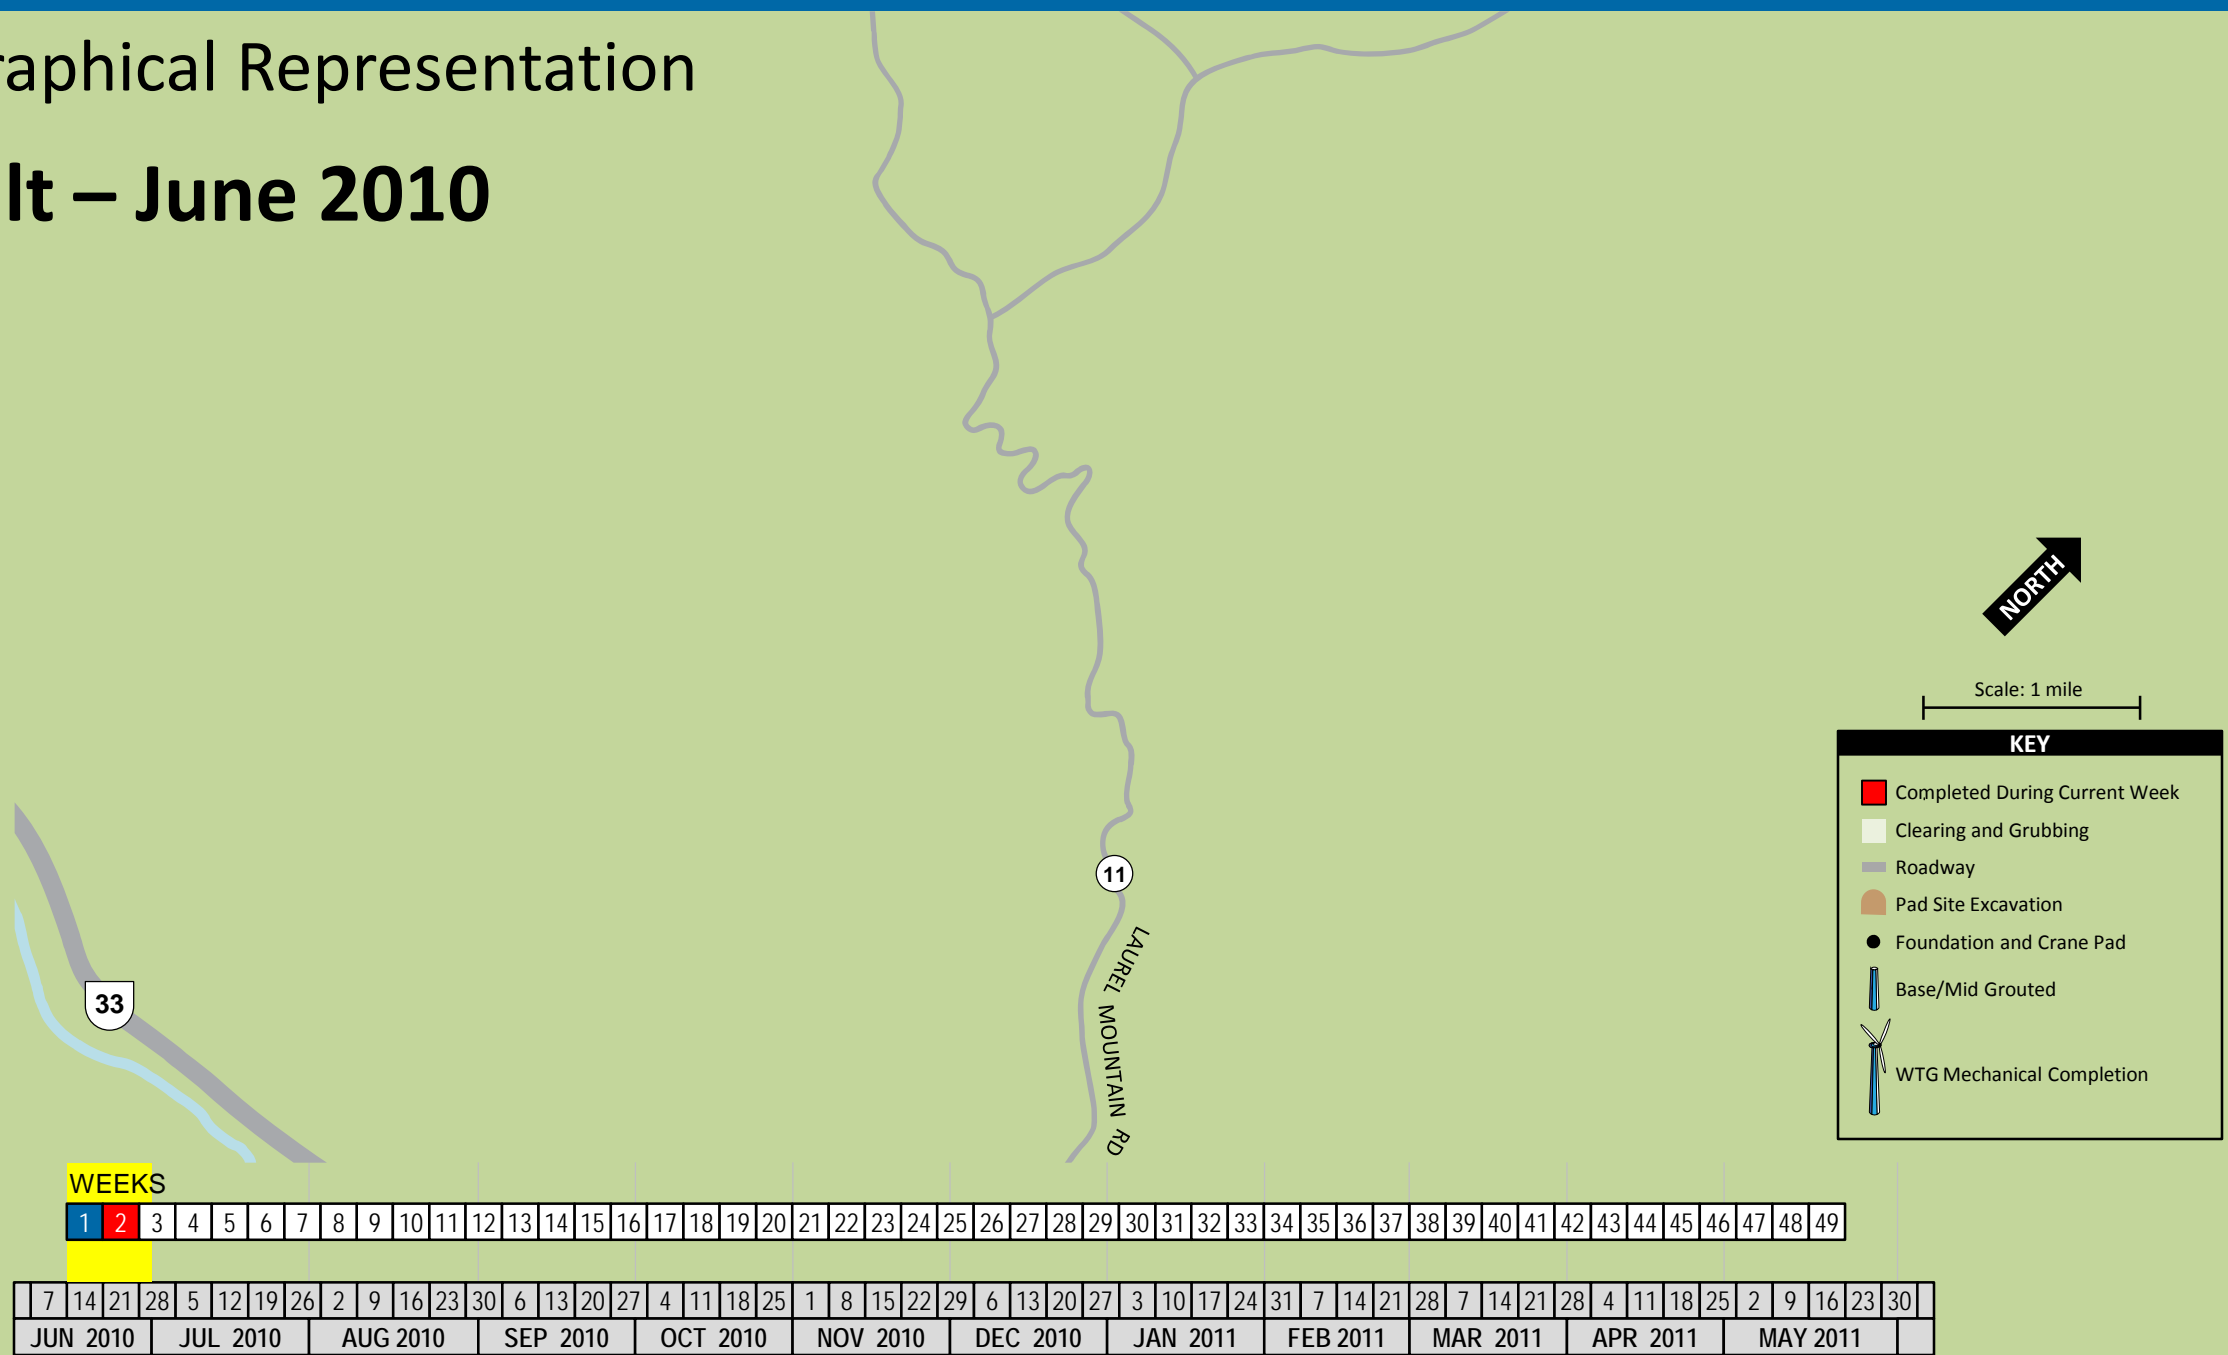 raphical Representation
lt – June 2010
NORTH
Scale: 1 mile
KEY
Completed During Current Week
Clearing and Grubbing
Roadway
Pad Site Excavation
Foundation and Crane Pad
Base/Mid Grouted
WTG Mechanical Completion
11
LAUREL MOUNTAIN RD
33
WEEKS
1 2 3 4 5 6 7 8 9 10 11 12 13 14 15 16 17 18 19 20 21 22 23 24 25 26 27 28 29 30 31 32 33 34 35 36 37 38 39 40 41 42 43 44 45 46 47 48 49
7 14 21 28 5 12 19 26 2 9 16 23 30 6 13 20 27 4 11 18 25 1 8 15 22 29 6 13 20 27 3 10 17 24 31 7 14 21 28 7 14 21 28 4 11 18 25 2 9 16 23 30
JUN 2010 JUL 2010 AUG 2010 SEP 2010 OCT 2010 NOV 2010 DEC 2010 JAN 2011 FEB 2011 MAR 2011 APR 2011 MAY 2011